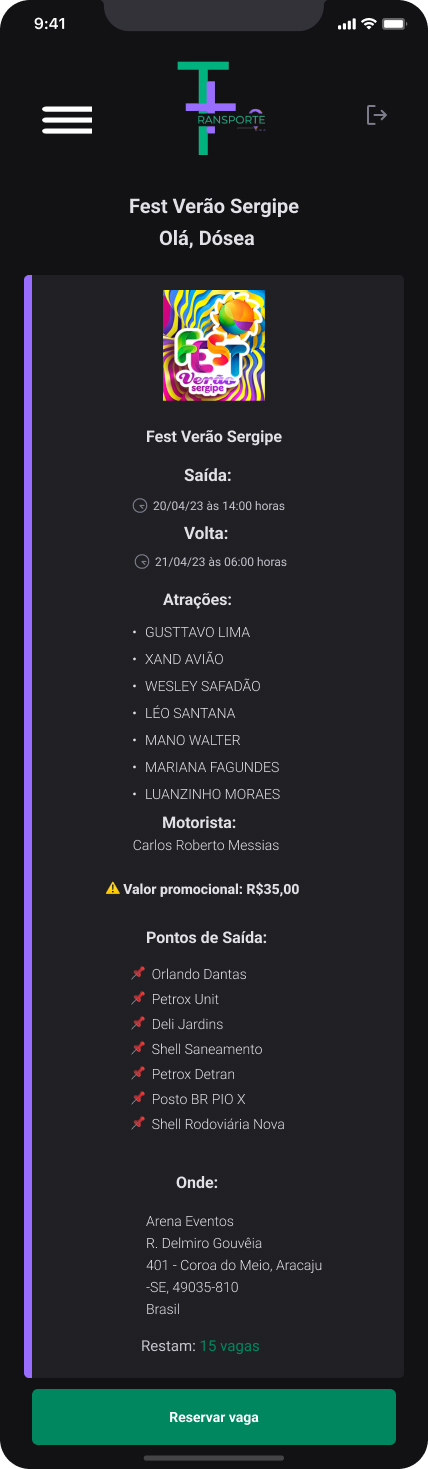 9:41
RANSPORTE
Fest Verão Sergipe
Olá, Dósea
FEST
Verão
sergipe
Fest Verão Sergipe
Saída:
20/04/23 às 14:00 horas
Volta:
21/04/23 às 06:00 horas
Atrações:
• GUSTTAVO LIMA
• XAND AVIÃO
• WESLEY SAFADÃO
• LÉO SANTANA
• MANO WALTER
• MARIANA FAGUNDES
• LUANZINHO MORAES
Motorista:
Carlos Roberto Messias
⚠️ Valor promocional: R$35,00
Pontos de Saída:
📌 Orlando Dantas
📌 Petrox Unit
📌 Deli Jardins
📌 Shell Saneamento
📌 Petrox Detran
📌 Posto BR PIO X
📌 Shell Rodoviária Nova
Onde:
Arena Eventos
R. Delmiro Gouvêia
401 - Coroa do Meio, Aracaju
-SE, 49035-810
Brasil
Restam: 15 vagas
Reservar vaga